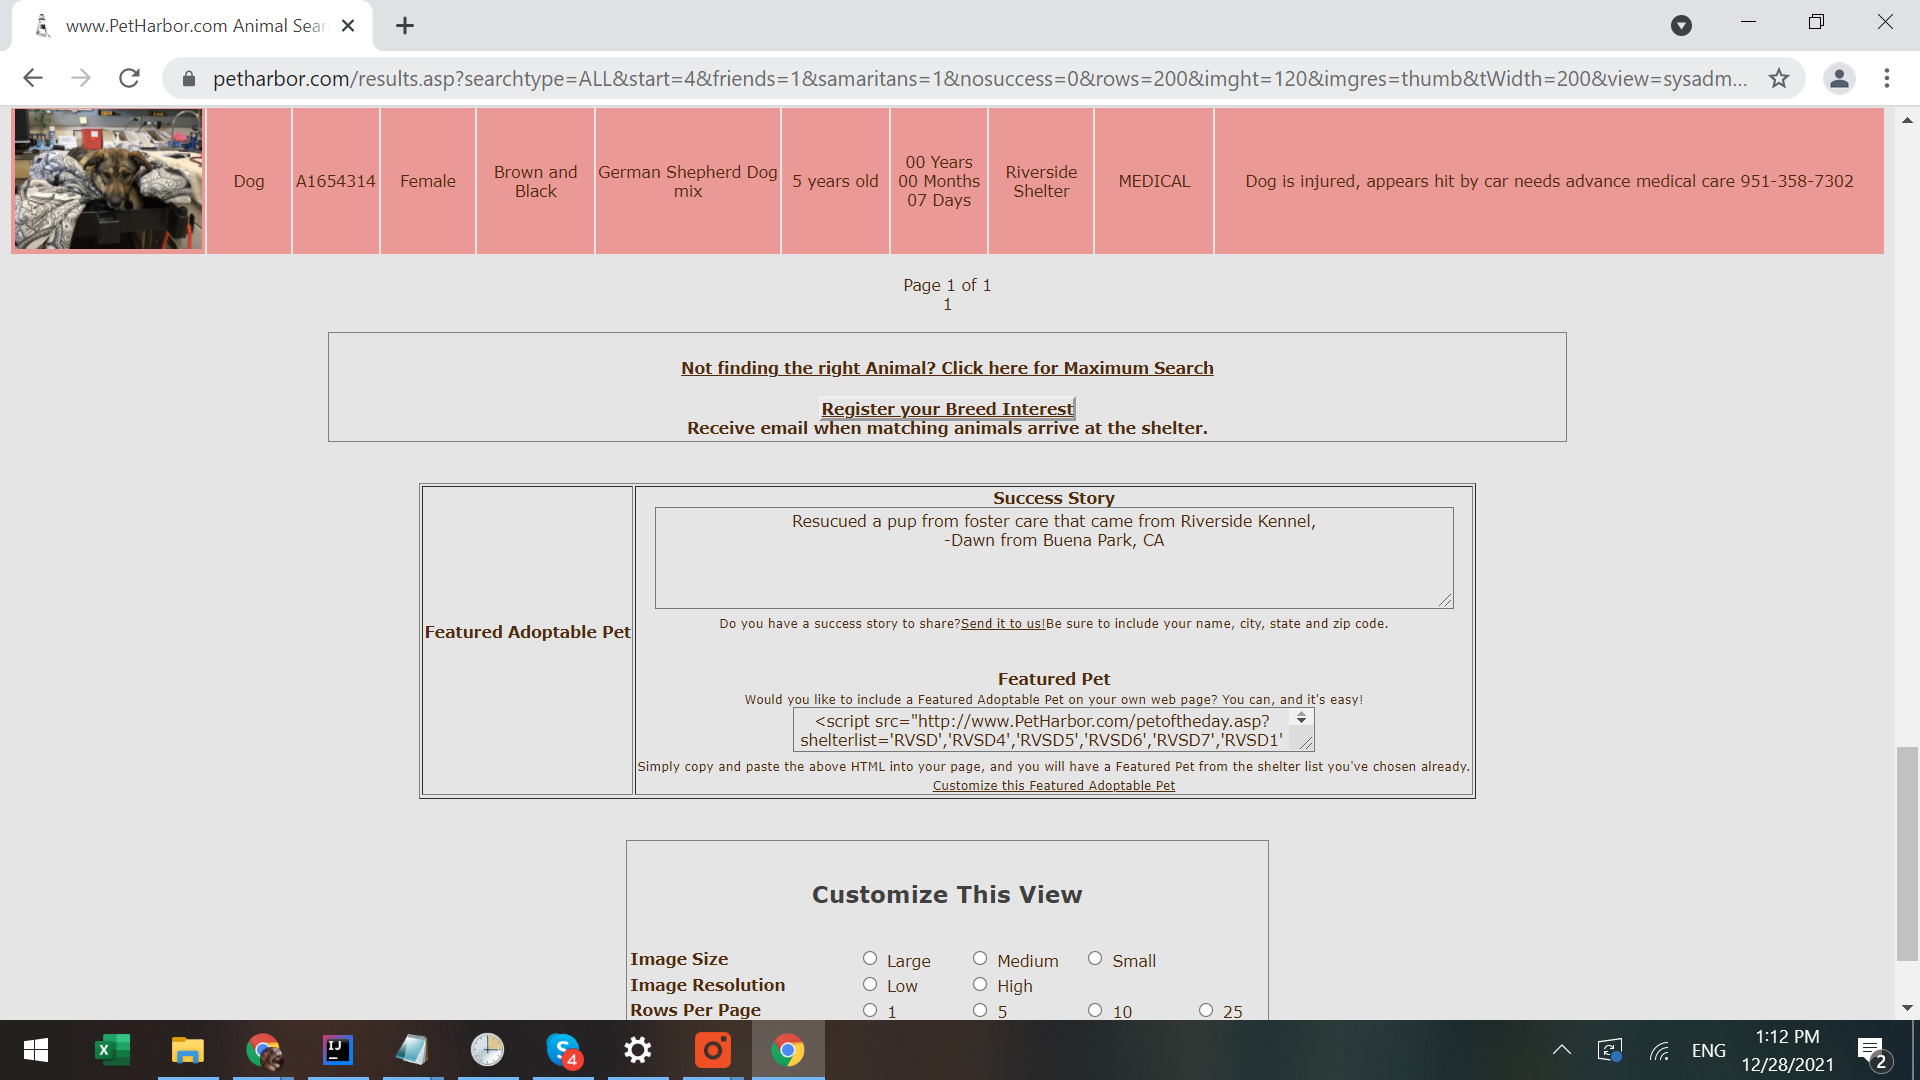 www.PetHarbor.com Animal Sear
petharbor.com/results.asp?searchtype=ALL&start=4&friends=1&samaritans=1&nosuccess=0&rows=200&imght=120&imgres=thumb&tWidth=200&view=sysadm...
Dog
A1654314
Female
Brown and
Black
German Shepherd Dog
mix
5 years old
00 Years
00 Months
07 Days
Riverside
Shelter
MEDICAL
Dog is injured, appears hit by car needs advance medical care 951-358-7302
Page 1 of 1
1
Not finding the right Animal? Click here for Maximum Search
Register your Breed Interest
Receive email when matching animals arrive at the shelter.
Featured Adoptable Pet
Success Story
Resucued a pup from foster care that came from Riverside Kennel,
-Dawn from Buena Park, CA
Do you have a success story to share?Send it to us!Be sure to include your name, city, state and zip code.
Featured Pet
Would you like to include a Featured Adoptable Pet on your own web page? You can, and it's easy!
<script src="http://www.PetHarbor.com/petoftheday.asp?
shelterlist='RVSD','RVSD4','RVSD5','RVSD6','RVSD7','RVSD1'
Simply copy and paste the above HTML into your page, and you will have a Featured Pet from the shelter list you've chosen already.
Customize this Featured Adoptable Pet
Customize This View
Image Size Large Medium Small
Image Resolution Low High
Rows Per Page 1 5 10 25
IJ
S 4
ENG
1:12 PM
12/28/2021
2